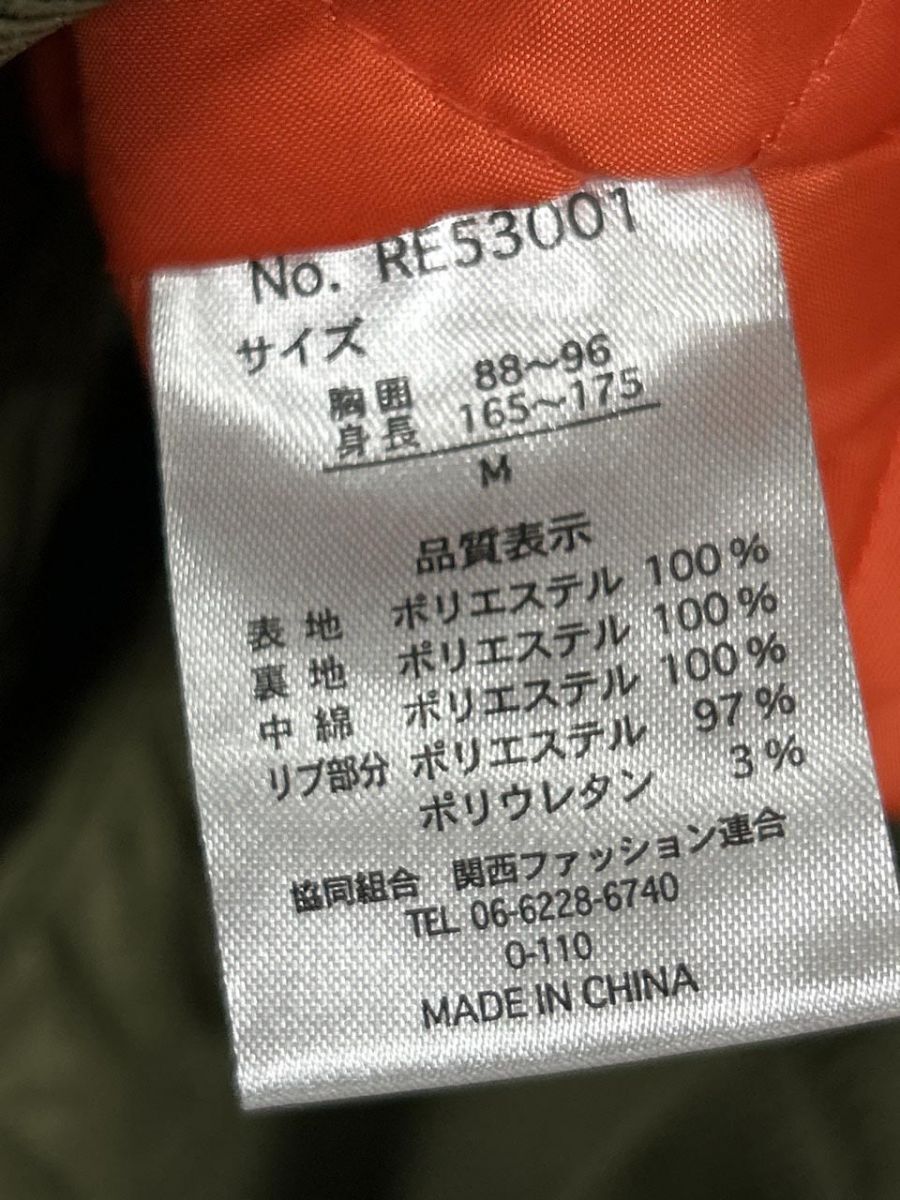 No. RE53001
サイズ
胸囲 88～96
身長 165～175
M
品質表示
表地 ポリエステル 100%
裏地 ポリエステル 100%
中綿 ポリエステル 100%
リブ部分 ポリエステル 97%
ポリウレタン 3%
協同組合 関西ファッション連合
TEL 06-6228-6740
O-110
MADE IN CHINA